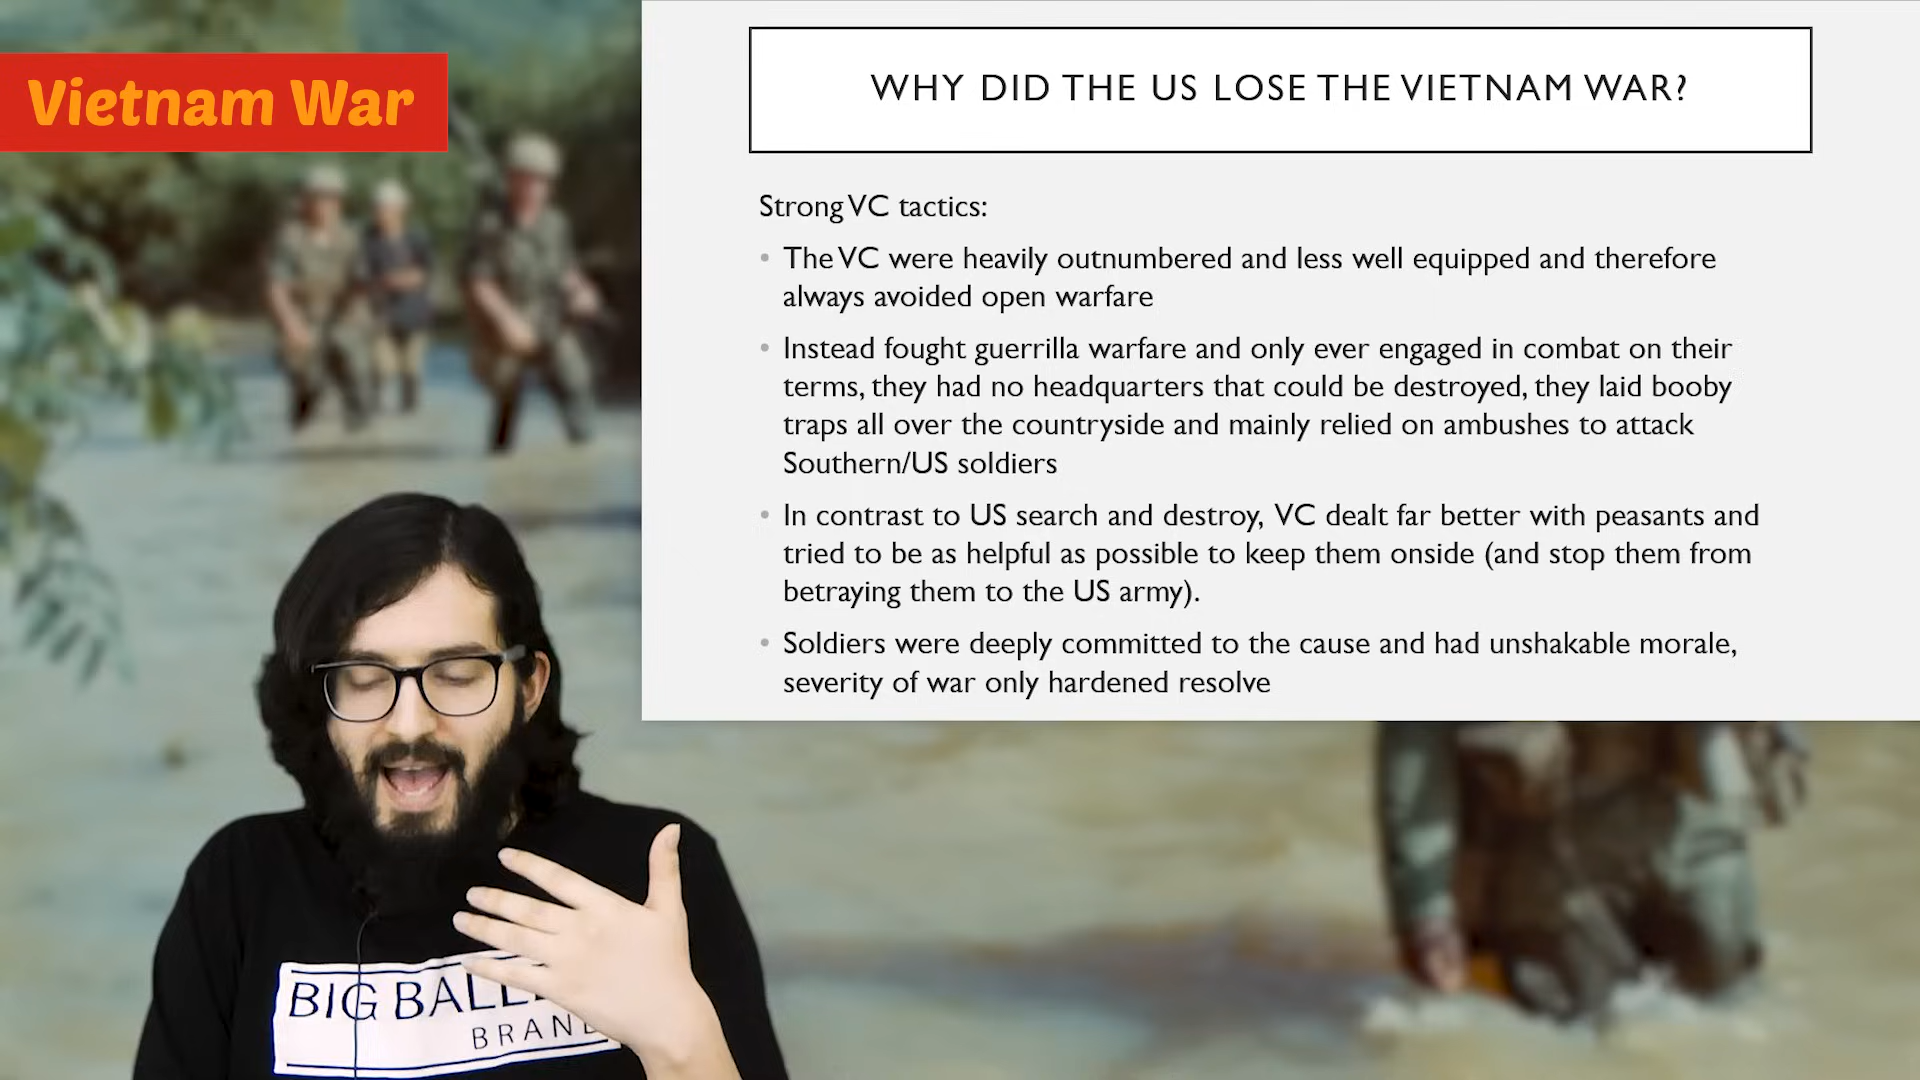 Vietnam War
WHY DID THE US LOSE THE VIETNAM WAR?
Strong VC tactics:
• The VC were heavily outnumbered and less well equipped and therefore
always avoided open warfare
• Instead fought guerrilla warfare and only ever engaged in combat on their
terms, they had no headquarters that could be destroyed, they laid booby
traps all over the countryside and mainly relied on ambushes to attack
Southern/US soldiers
• In contrast to US search and destroy, VC dealt far better with peasants and
tried to be as helpful as possible to keep them onside (and stop them from
betraying them to the US army).
• Soldiers were deeply committed to the cause and had unshakable morale,
severity of war only hardened resolve
BIG
BRAND